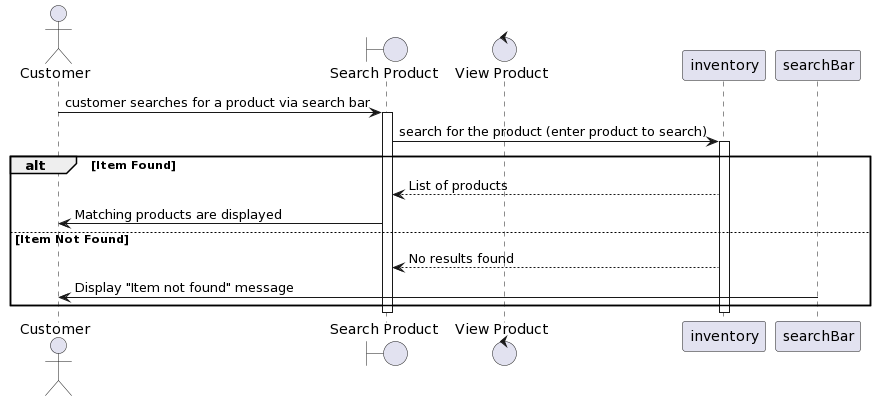 Customer
Search Product
View Product
inventory
searchBar
customer searches for a product via search bar
search for the product (enter product to search)
alt
[Item Found]
List of products
Matching products are displayed
[Item Not Found]
No results found
Display "Item not found" message
Customer
Search Product
View Product
inventory
searchBar